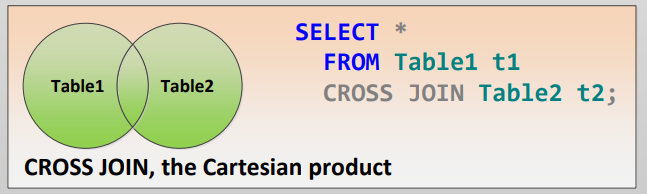 Table1
Table2
SELECT *
FROM Table1 t1
CROSS JOIN Table2 t2;
CROSS JOIN, the Cartesian product